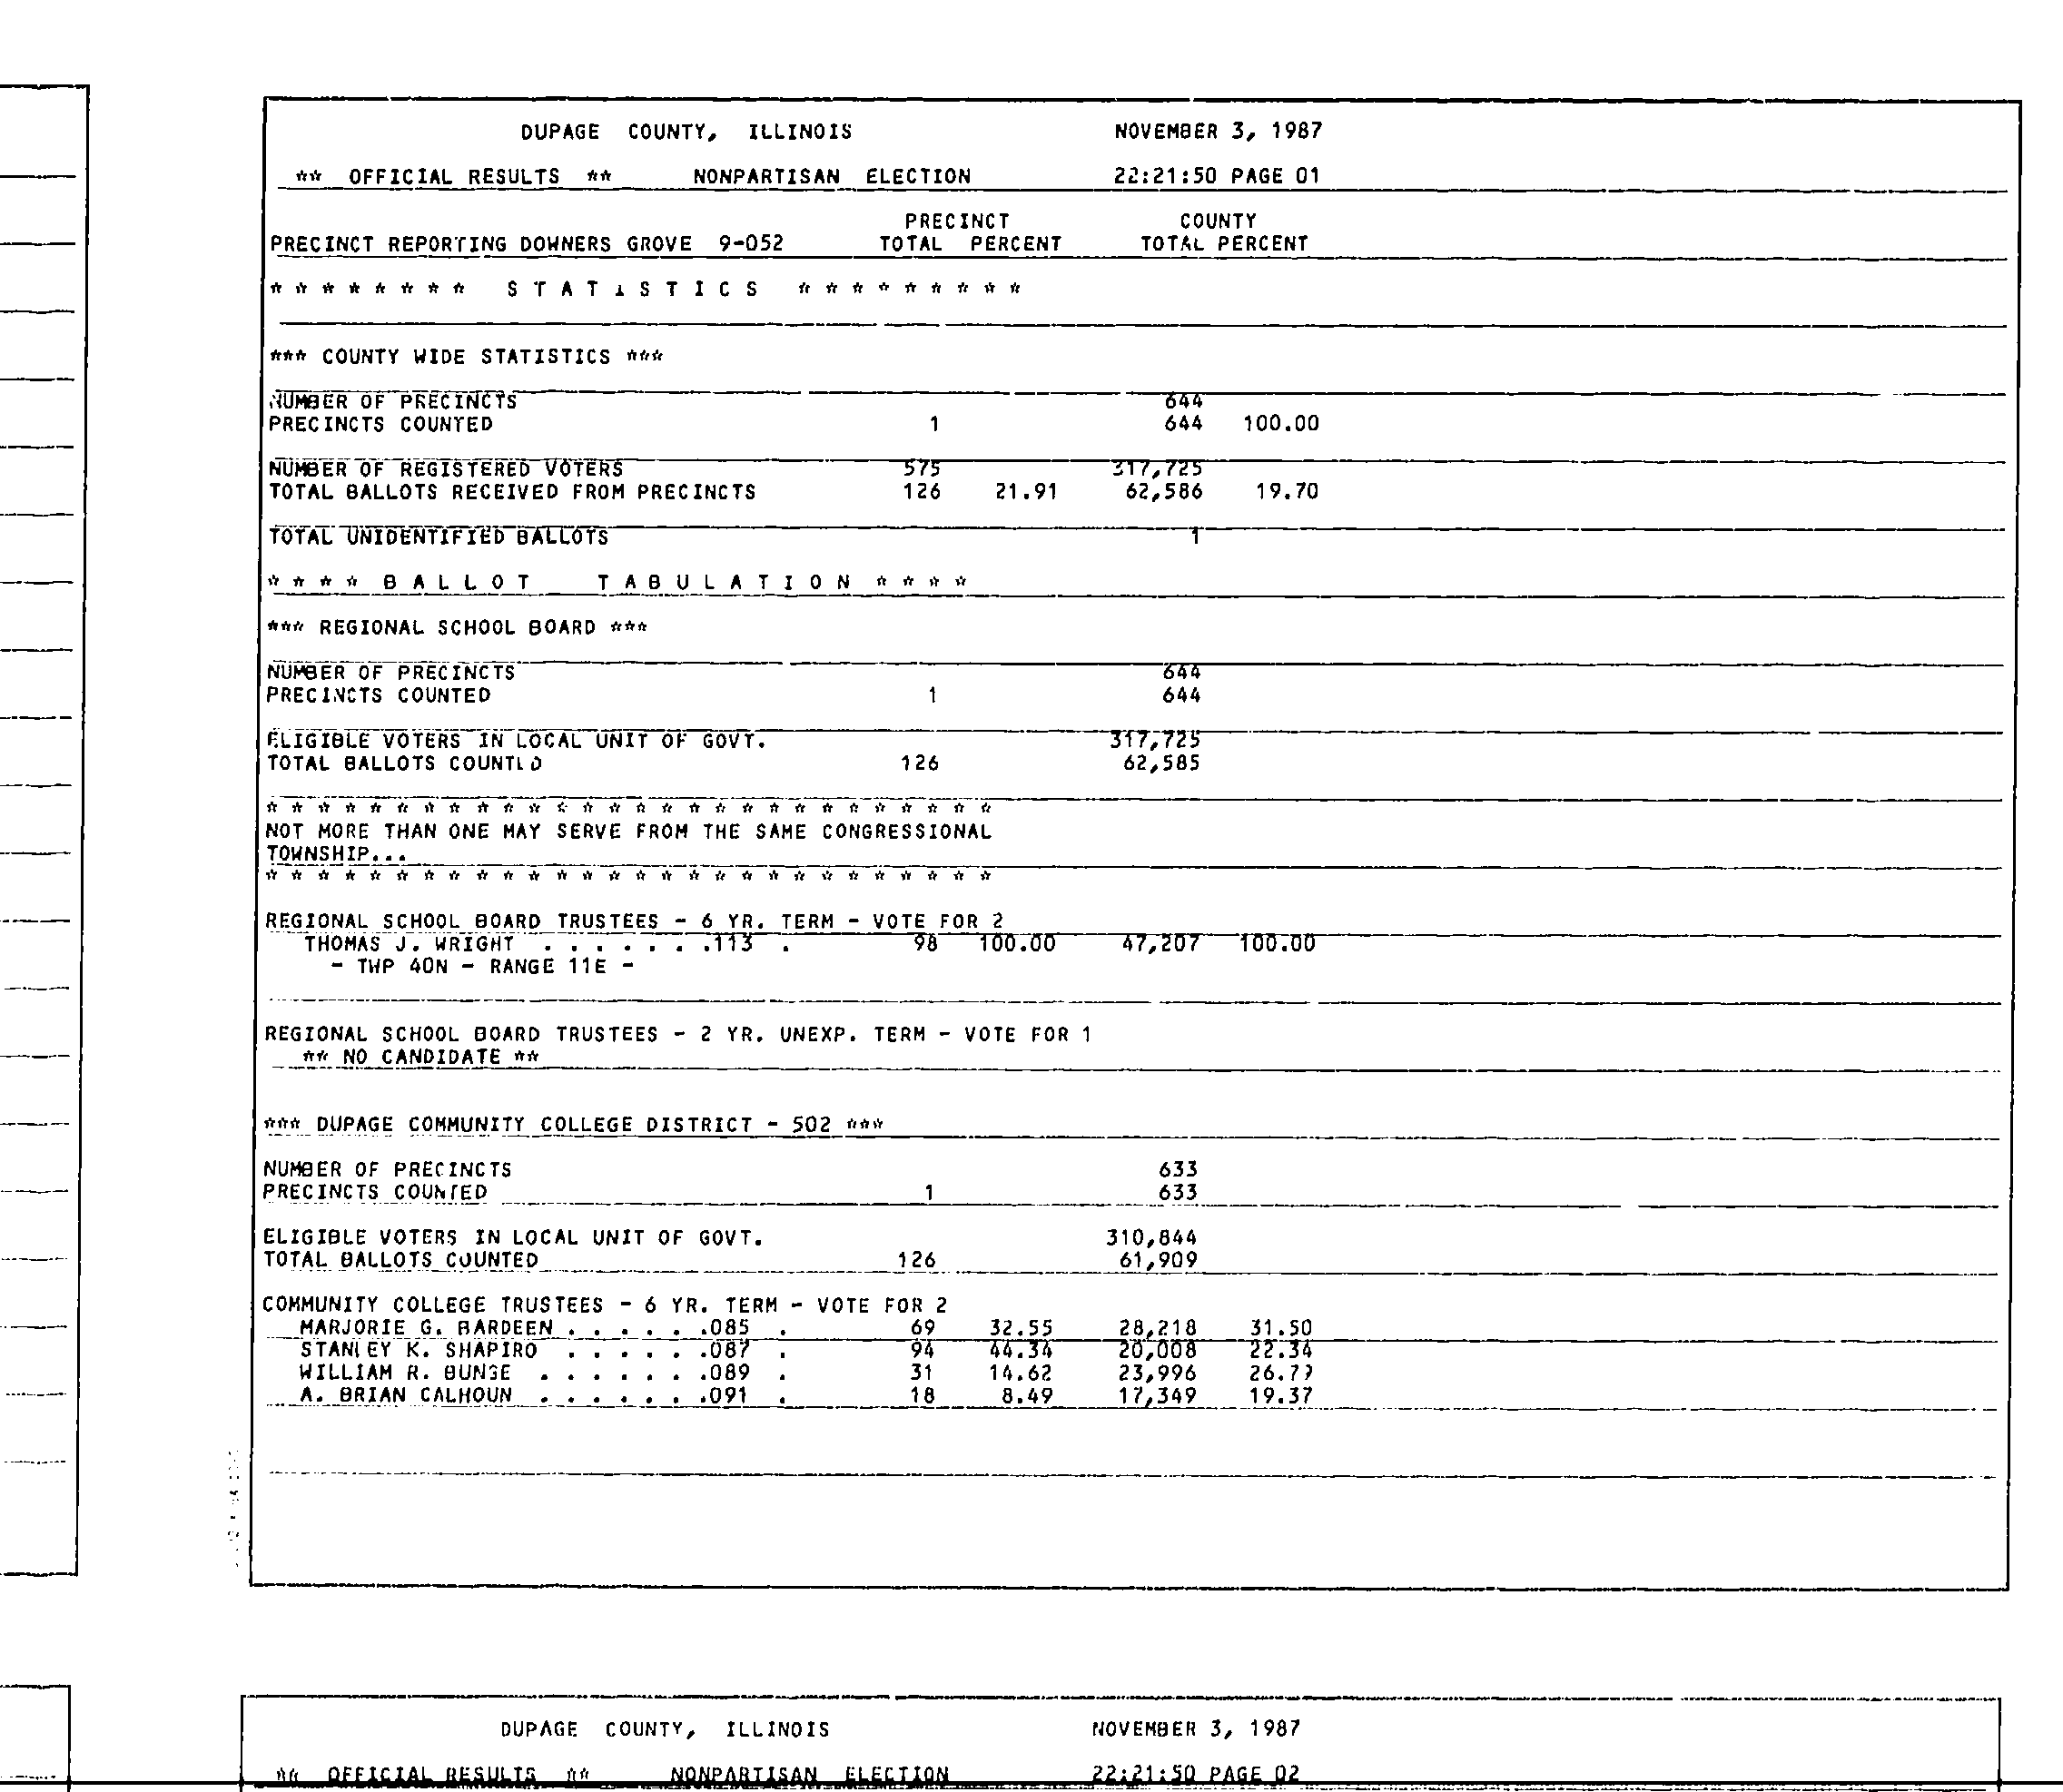 DUPAGE COUNTY, ILLINOIS NOVEMBER 3, 1987
** OFFICIAL RESULTS ** NONPARTISAN ELECTION 22:21:50 PAGE 01
PRECINCT COUNTY
PRECINCT REPORTING DOWNERS GROVE 9-052 TOTAL PERCENT TOTAL PERCENT
* * * * * * * * S T A T I S T I C S * * * * * * * * *
*** COUNTY WIDE STATISTICS ***
NUMBER OF PRECINCTS 644
PRECINCTS COUNTED 1 644 100.00
NUMBER OF REGISTERED VOTERS 575 317,725
TOTAL BALLOTS RECEIVED FROM PRECINCTS 126 21.91 62,586 19.70
TOTAL UNIDENTIFIED BALLOTS 1
* * * * B A L L O T T A B U L A T I O N * * * *
*** REGIONAL SCHOOL BOARD ***
NUMBER OF PRECINCTS 644
PRECINCTS COUNTED 1 644
ELIGIBLE VOTERS IN LOCAL UNIT OF GOVT. 317,725
TOTAL BALLOTS COUNTED 126 62,585
* * * * * * * * * * * * * * * * * * * * * * * * * * * *
NOT MORE THAN ONE MAY SERVE FROM THE SAME CONGRESSIONAL
TOWNSHIP...
* * * * * * * * * * * * * * * * * * * * * * * * * * * *
REGIONAL SCHOOL BOARD TRUSTEES - 6 YR. TERM - VOTE FOR 2
THOMAS J. WRIGHT . . . . . . .113 . 98 100.00 47,207 100.00
- TWP 40N - RANGE 11E -
REGIONAL SCHOOL BOARD TRUSTEES - 2 YR. UNEXP. TERM - VOTE FOR 1
** NO CANDIDATE **
*** DUPAGE COMMUNITY COLLEGE DISTRICT - 502 ***
NUMBER OF PRECINCTS 633
PRECINCTS COUNTED 1 633
ELIGIBLE VOTERS IN LOCAL UNIT OF GOVT. 310,844
TOTAL BALLOTS COUNTED 126 61,909
COMMUNITY COLLEGE TRUSTEES - 6 YR. TERM - VOTE FOR 2
MARJORIE G. BARDEEN . . . . . .085 . 69 32.55 28,218 31.50
STANLEY K. SHAPIRO . . . . . .087 . 94 44.34 20,008 22.34
WILLIAM R. BUNGE . . . . . . .089 . 31 14.62 23,996 26.79
A. BRIAN CALHOUN . . . . . . .091 . 18 8.49 17,349 19.37
DUPAGE COUNTY, ILLINOIS NOVEMBER 3, 1987
** OFFICIAL RESULTS ** NONPARTISAN ELECTION 22:21:50 PAGE 02